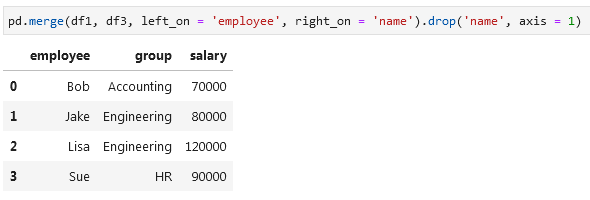 pd.merge(df1, df3, left_on = 'employee', right_on = 'name').drop('name', axis = 1)
employee group salary
0 Bob Accounting 70000
1 Jake Engineering 80000
2 Lisa Engineering 120000
3 Sue HR 90000